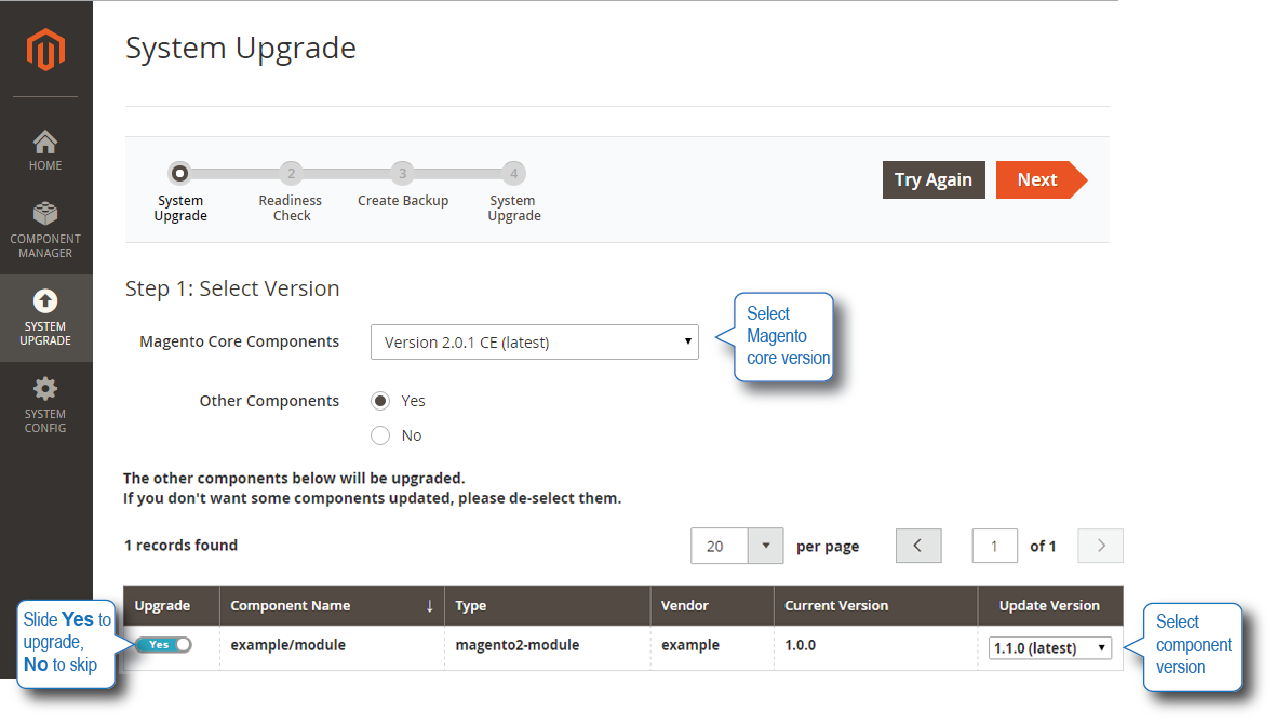 System Upgrade
HOME
COMPONENT
MANAGER
SYSTEM
UPGRADE
SYSTEM
CONFIG
2
3
4
System
Upgrade
Readiness
Check
Create Backup
System
Upgrade
Try Again
Next
Step 1: Select Version
Magento Core Components
Version 2.0.1 CE (latest)
Select
Magento
core version
Other Components
Yes
No
The other components below will be upgraded.
If you don't want some components updated, please de-select them.
1 records found
20
per page
1
of 1
Upgrade
Component Name
Type
Vendor
Current Version
Update Version
Yes
example/module
magento2-module
example
1.0.0
1.1.0 (latest)
Slide Yes to
upgrade,
No to skip
Select
component
version